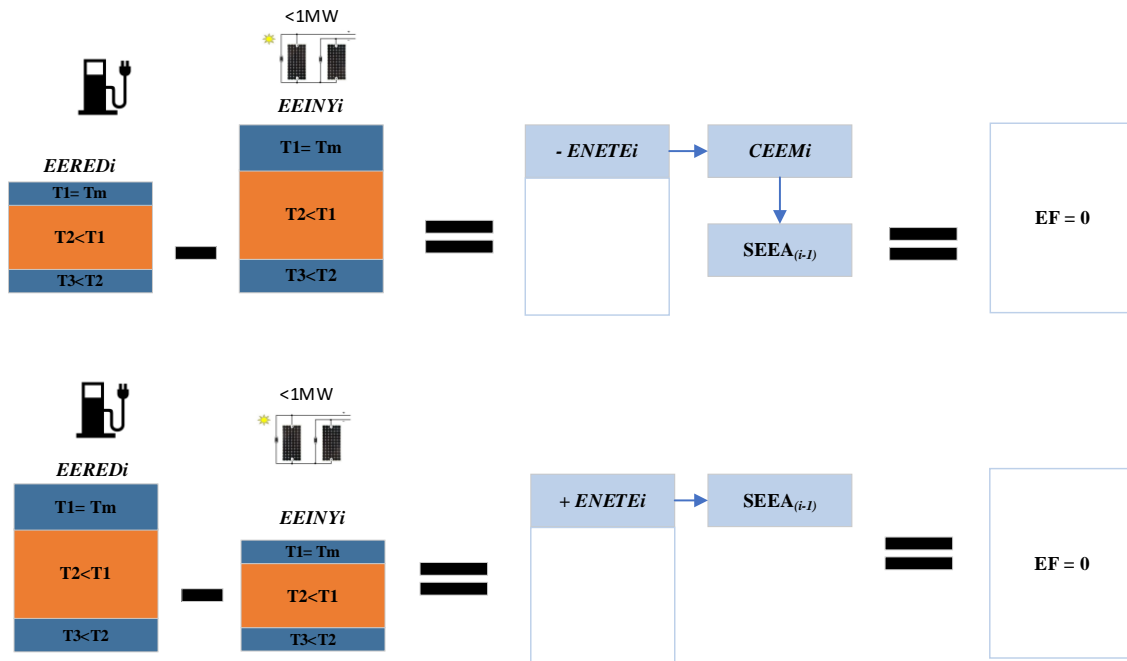 <1MW
EEINYi
EEREDi
T1= Tm
T2<T1
T3<T2
T1= Tm
T2<T1
T3<T2
- ENETEi
CEEMi
SEEA(i-1)
EF = 0
<1MW
EEREDi
EEINYi
T1= Tm
T2<T1
T3<T2
T1= Tm
T2<T1
T3<T2
+ ENETEi
SEEA(i-1)
EF = 0